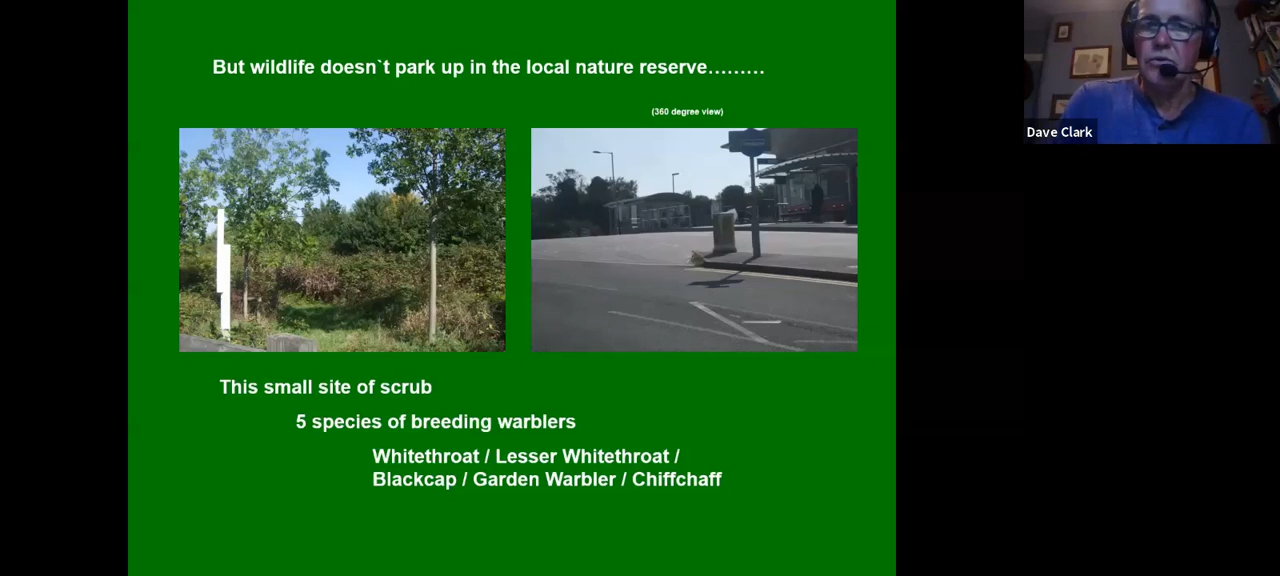 But wildlife doesn`t park up in the local nature reserve………
(360 degree view)
Dave Clark
This small site of scrub
5 species of breeding warblers
Whitethroat / Lesser Whitethroat /
Blackcap / Garden Warbler / Chiffchaff